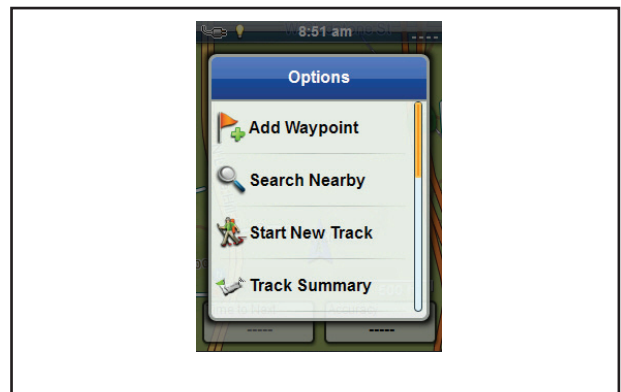 8:51 am
Options
Add Waypoint
Search Nearby
Start New Track
Track Summary
----- -----